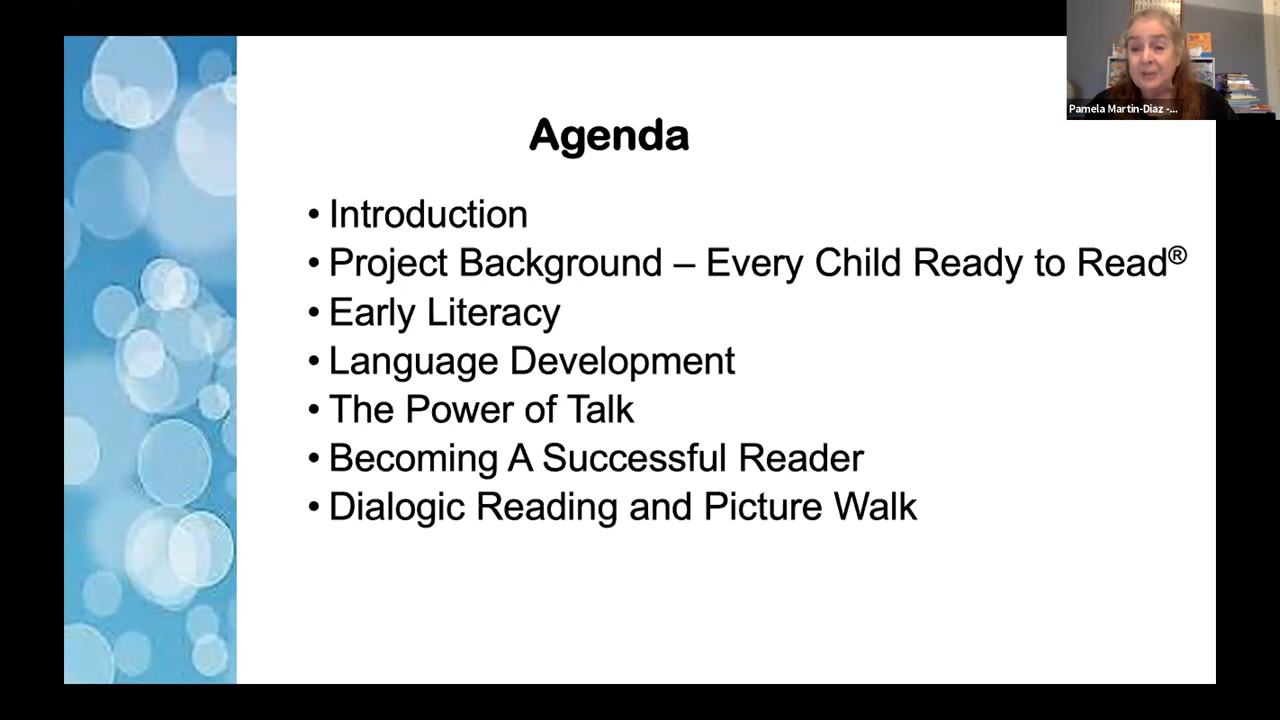 Pamela Martin-Diaz -...
Agenda
• Introduction
• Project Background – Every Child Ready to Read®
• Early Literacy
• Language Development
• The Power of Talk
• Becoming A Successful Reader
• Dialogic Reading and Picture Walk